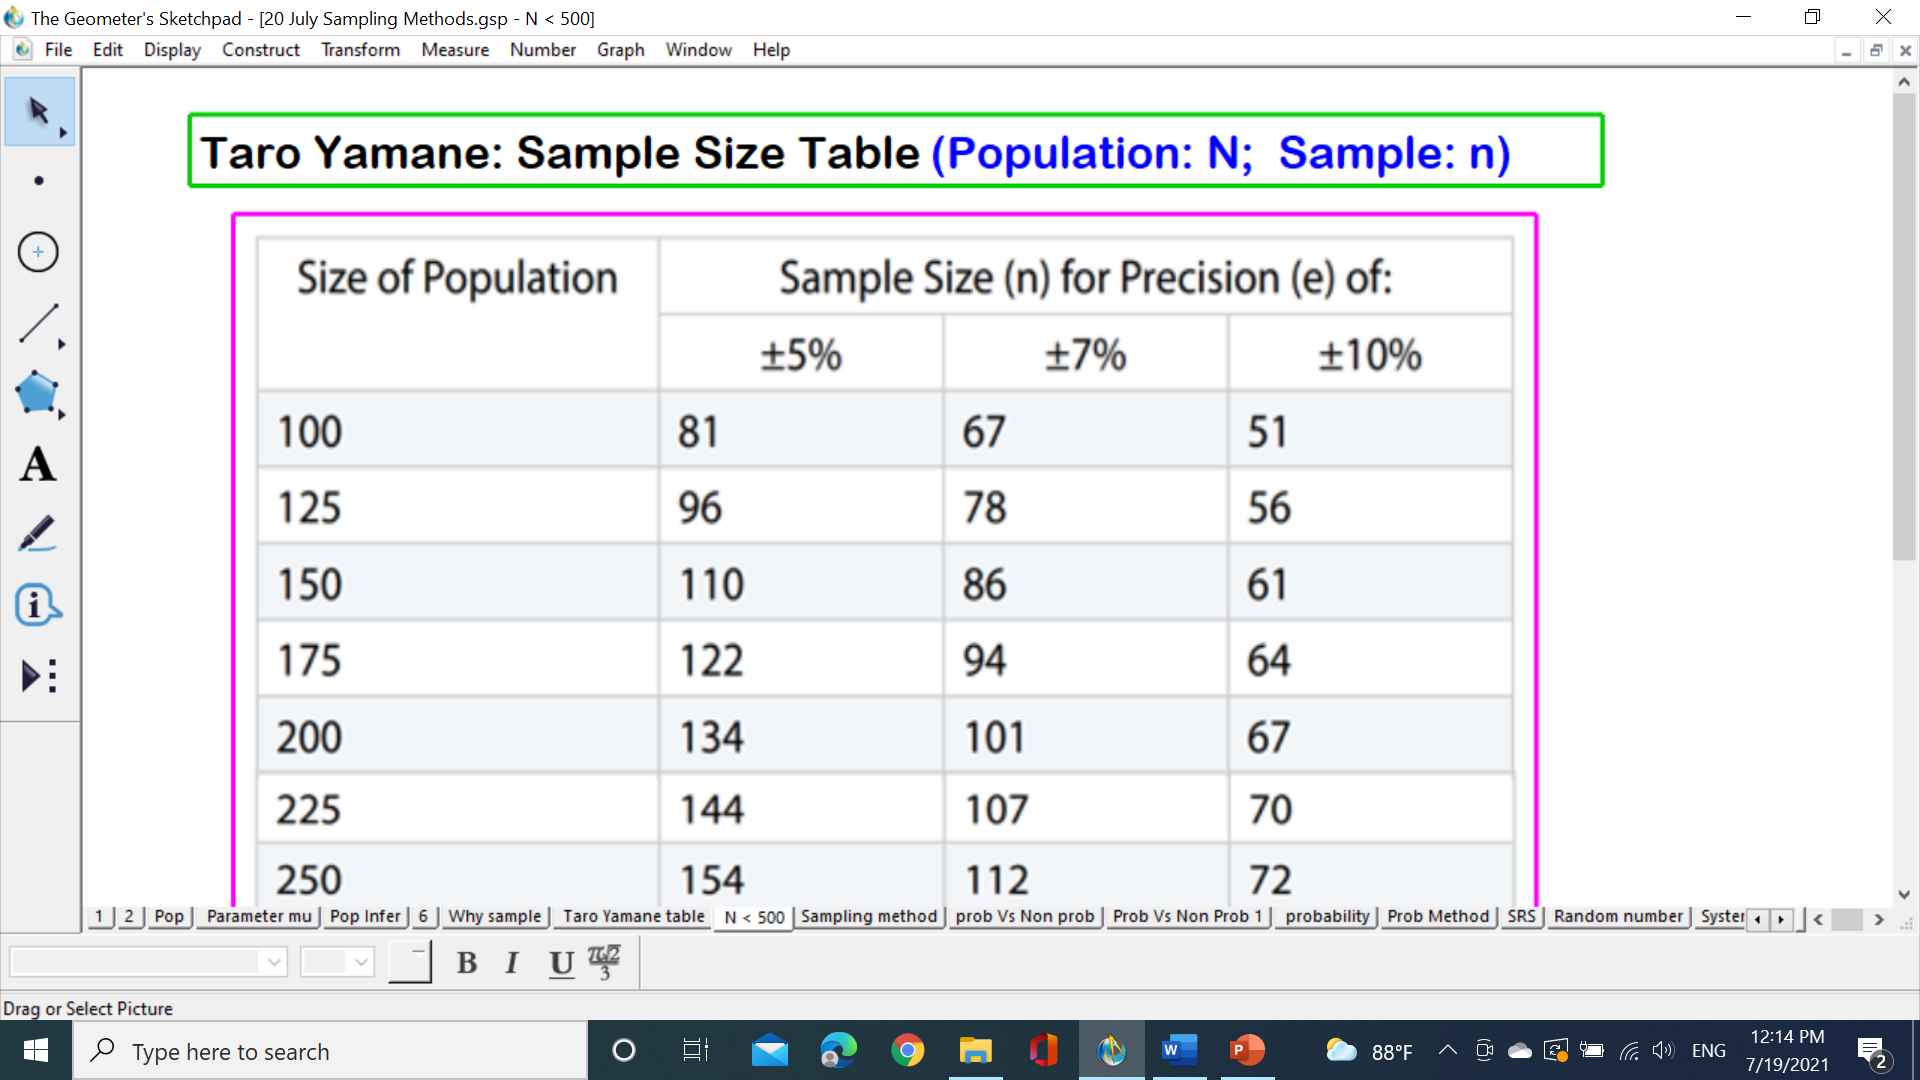 The Geometer's Sketchpad - [20 July Sampling Methods.gsp - N < 500]
File Edit Display Construct Transform Measure Number Graph Window Help
Taro Yamane: Sample Size Table (Population: N; Sample: n)
Size of Population Sample Size (n) for Precision (e) of:
±5% ±7% ±10%
100 81 67 51
125 96 78 56
150 110 86 61
175 122 94 64
200 134 101 67
225 144 107 70
250 154 112 72
A
1 2 Pop Parameter mu Pop Infer 6 Why sample Taro Yamane table N < 500 Sampling method prob Vs Non prob Prob Vs Non Prob 1 probability Prob Method SRS Random number Syster
B I U π√2/3
Drag or Select Picture
Type here to search 88°F ENG 12:14 PM
7/19/2021 2